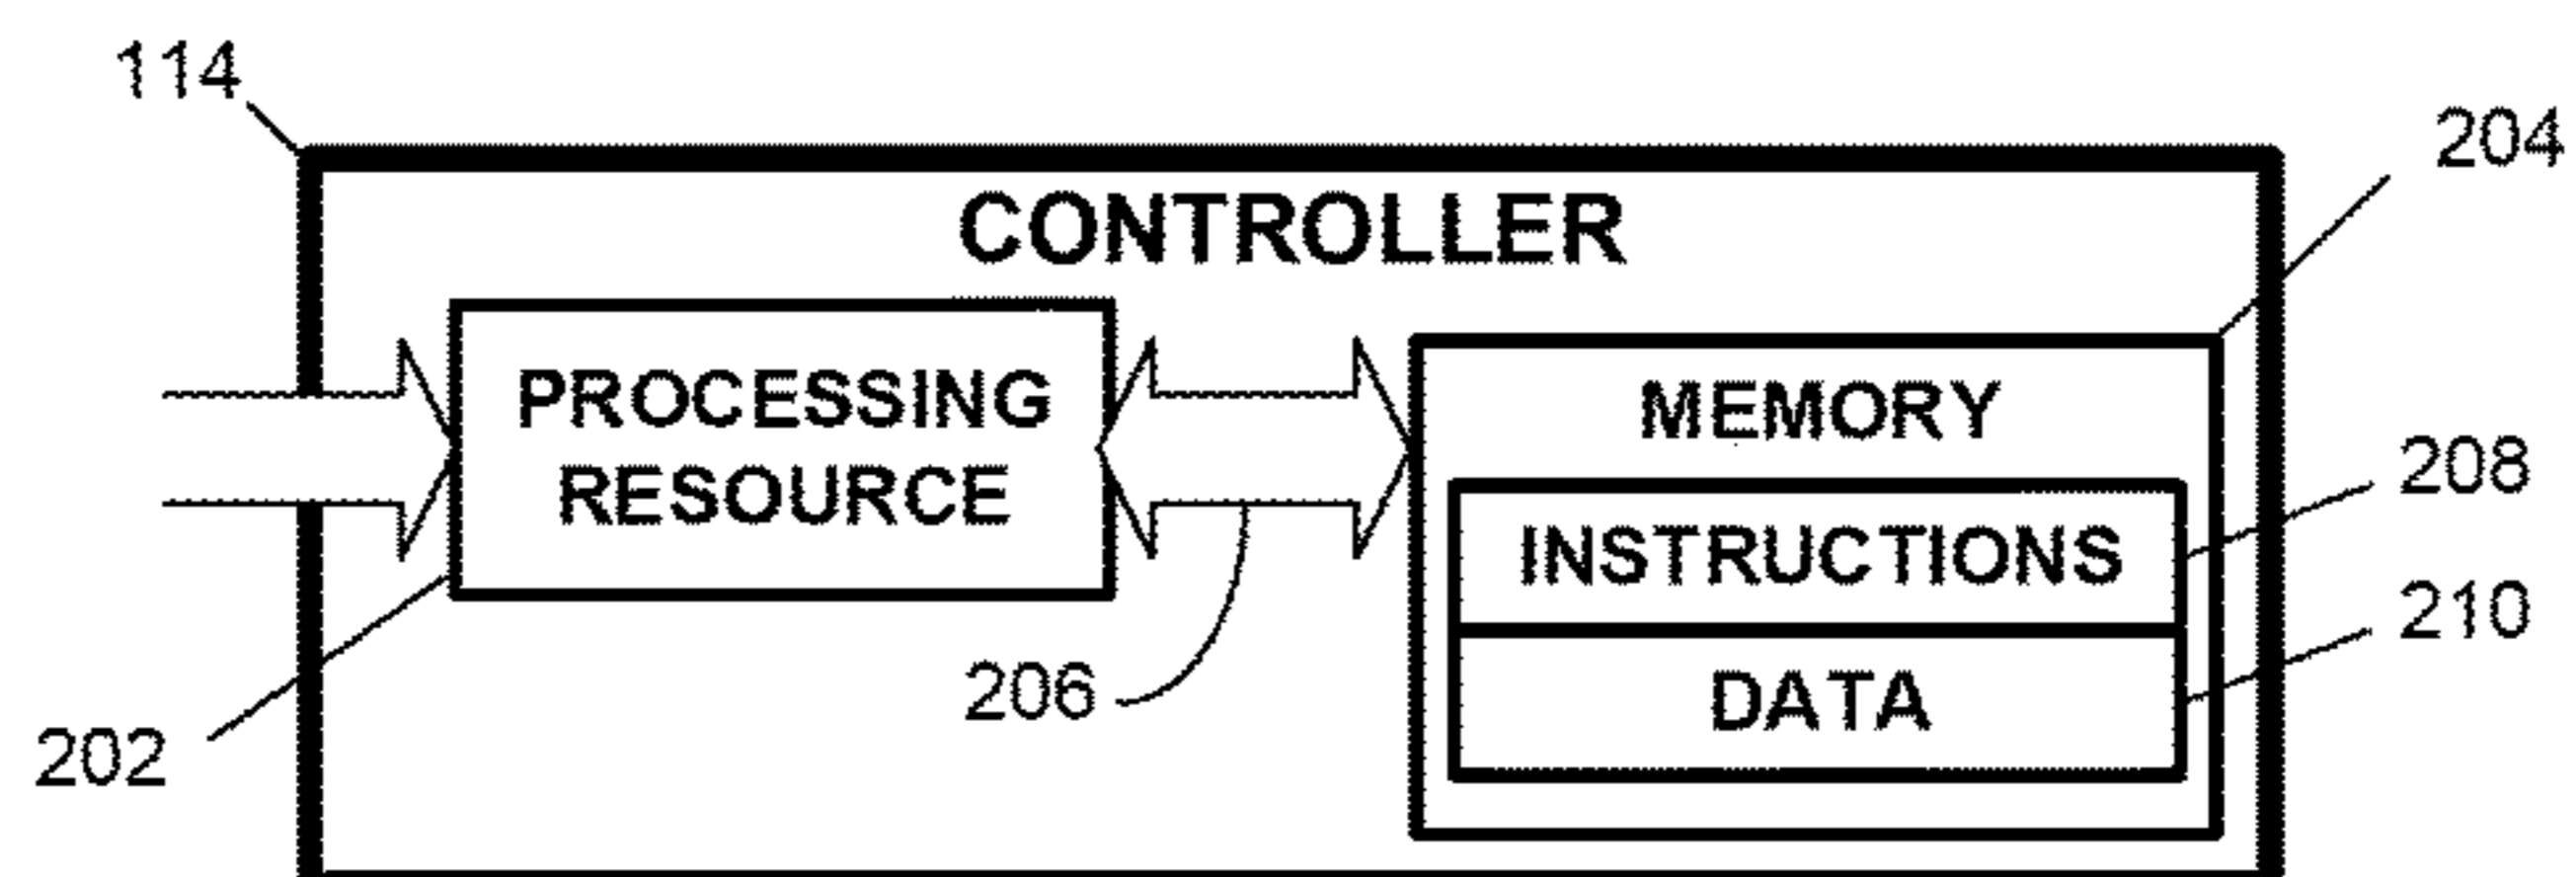 114
204
CONTROLLER
PROCESSING
RESOURCE
MEMORY
INSTRUCTIONS
DATA
208
210
206
202